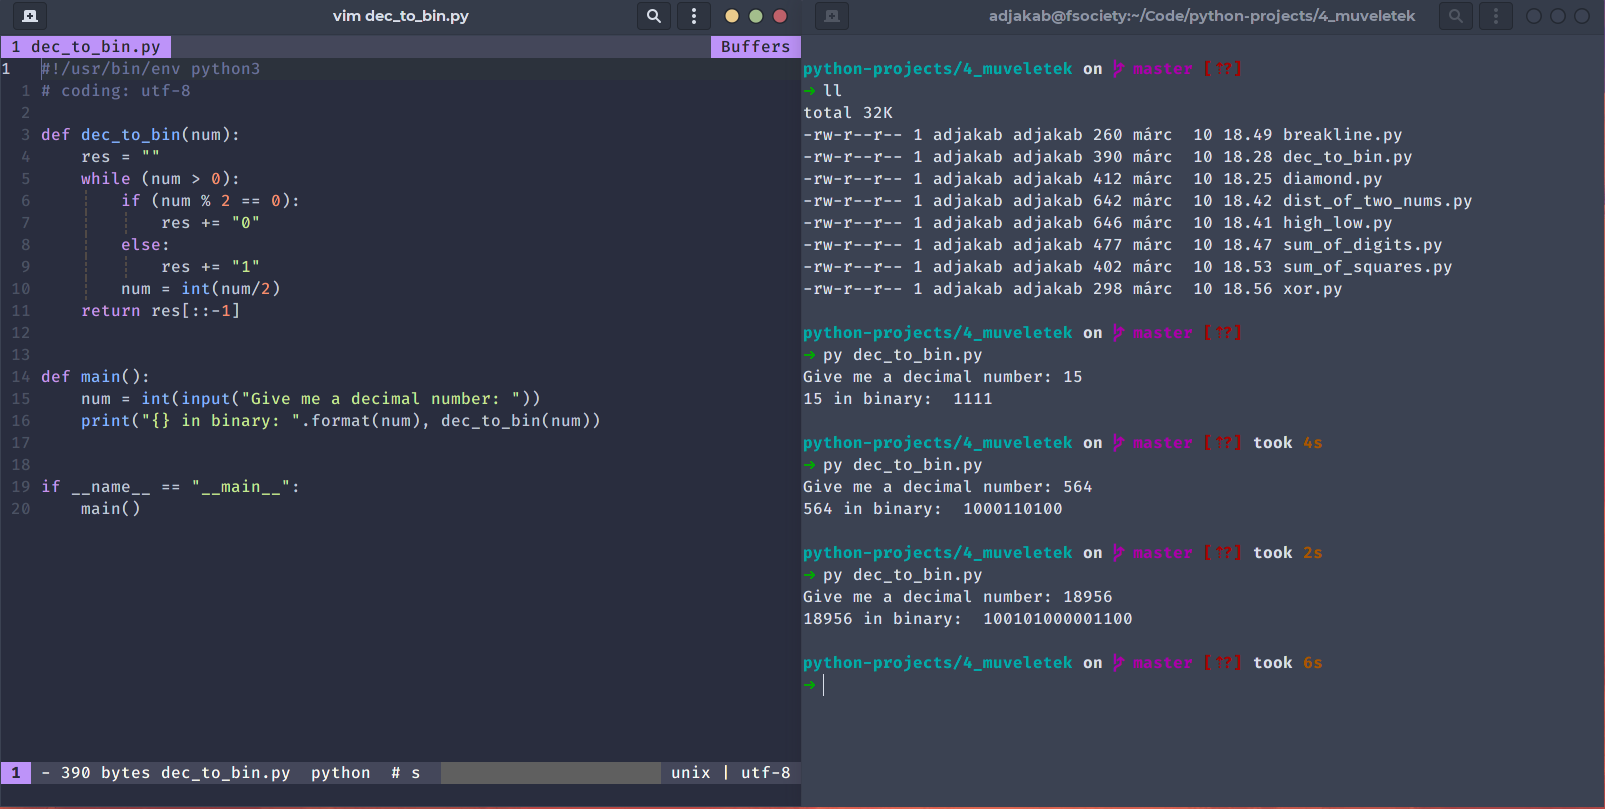 vim dec_to_bin.py
1 dec_to_bin.py Buffers
1 #!/usr/bin/env python3
1 # coding: utf-8
2
3 def dec_to_bin(num):
4     res = ""
5     while (num > 0):
6         if (num % 2 == 0):
7             res += "0"
8         else:
9             res += "1"
10         num = int(num/2)
11     return res[::-1]
12
13
14 def main():
15     num = int(input("Give me a decimal number: "))
16     print("{} in binary: ".format(num), dec_to_bin(num))
17
18
19 if __name__ == "__main__":
20     main()
1 - 390 bytes dec_to_bin.py python # s unix | utf-8
adjakab@fsociety:~/Code/python-projects/4_muveletek
python-projects/4_muveletek on master [⇡?]
→ ll
total 32K
-rw-r--r-- 1 adjakab adjakab 260 márc  10 18.49 breakline.py
-rw-r--r-- 1 adjakab adjakab 390 márc  10 18.28 dec_to_bin.py
-rw-r--r-- 1 adjakab adjakab 412 márc  10 18.25 diamond.py
-rw-r--r-- 1 adjakab adjakab 642 márc  10 18.42 dist_of_two_nums.py
-rw-r--r-- 1 adjakab adjakab 646 márc  10 18.41 high_low.py
-rw-r--r-- 1 adjakab adjakab 477 márc  10 18.47 sum_of_digits.py
-rw-r--r-- 1 adjakab adjakab 402 márc  10 18.53 sum_of_squares.py
-rw-r--r-- 1 adjakab adjakab 298 márc  10 18.56 xor.py
python-projects/4_muveletek on master [⇡?]
→ py dec_to_bin.py
Give me a decimal number: 15
15 in binary:  1111
python-projects/4_muveletek on master [⇡?] took 4s
→ py dec_to_bin.py
Give me a decimal number: 564
564 in binary:  1000110100
python-projects/4_muveletek on master [⇡?] took 2s
→ py dec_to_bin.py
Give me a decimal number: 18956
18956 in binary:  100101000001100
python-projects/4_muveletek on master [⇡?] took 6s
→